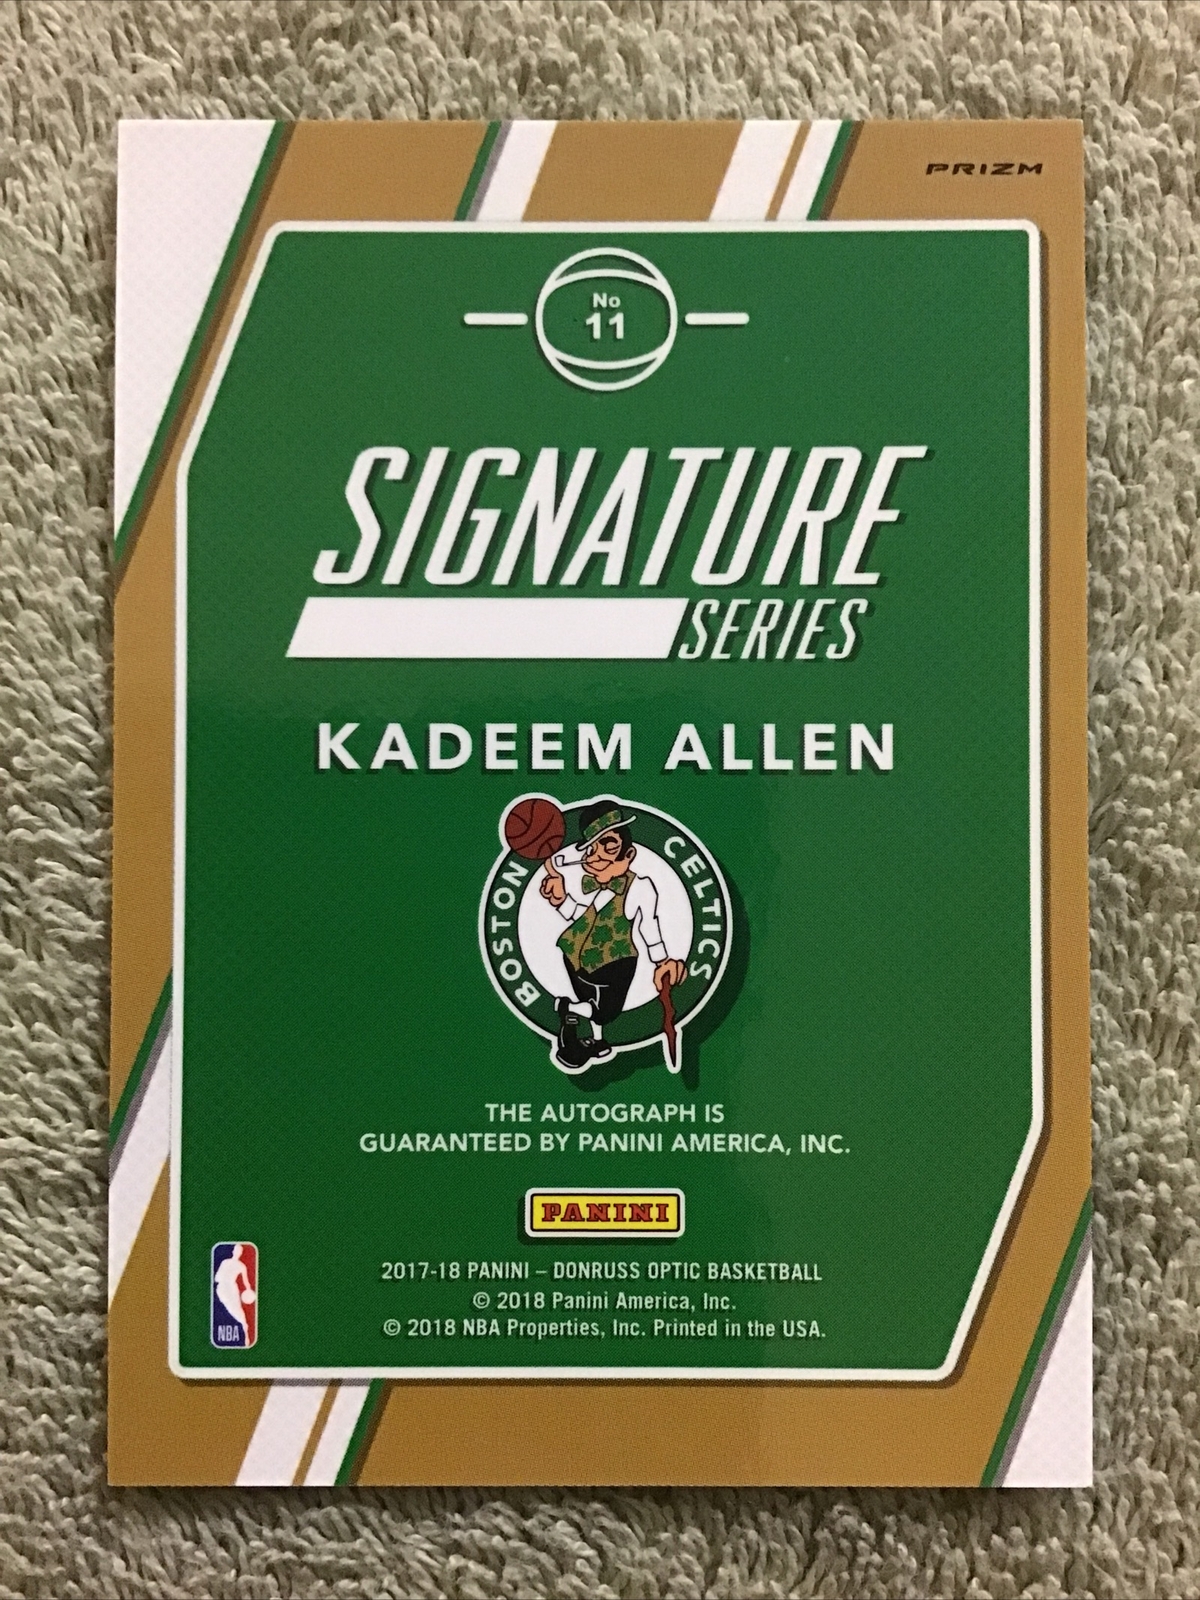 PRIZM
No
11
SIGNATURE
SERIES
KADEEM ALLEN
BOSTON CELTICS
THE AUTOGRAPH IS
GUARANTEED BY PANINI AMERICA, INC.
PANINI
NBA
2017-18 PANINI – DONRUSS OPTIC BASKETBALL
© 2018 Panini America, Inc.
© 2018 NBA Properties, Inc. Printed in the USA.